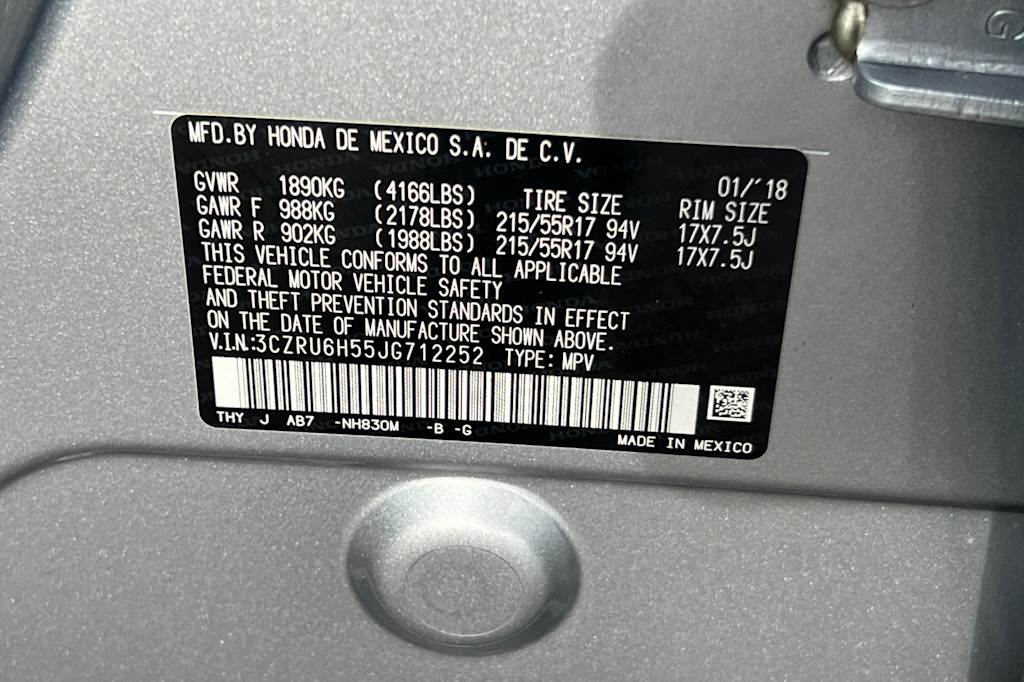 MFD.BY HONDA DE MEXICO S.A. DE C.V.
01/'18
GVWR 1890KG (4166LBS) TIRE SIZE RIM SIZE
GAWR F 988KG (2178LBS) 215/55R17 94V 17X7.5J
GAWR R 902KG (1988LBS) 215/55R17 94V 17X7.5J
THIS VEHICLE CONFORMS TO ALL APPLICABLE
FEDERAL MOTOR VEHICLE SAFETY
AND THEFT PREVENTION STANDARDS IN EFFECT
ON THE DATE OF MANUFACTURE SHOWN ABOVE.
V.I.N:3CZRU6H55JG712252 TYPE: MPV
THY J AB7 -NH830M -B -G
MADE IN MEXICO